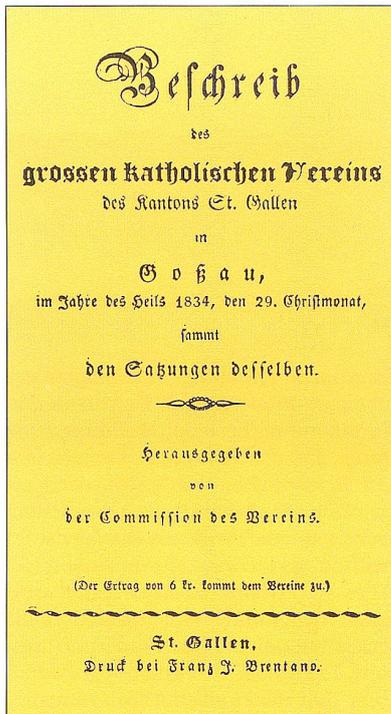 Beschreib
des
grossen katholischen Vereins
des Kantons St. Gallen
in
Goßau,
im Jahre des Heils 1834, den 29. Christmonat,
sammt
den Satzungen desselben.
Herausgegeben
von
der Commission des Vereins.
(Der Ertrag von 6 kr. kommt dem Vereine zu.)
St. Gallen,
Druck bei Franz J. Brentano.